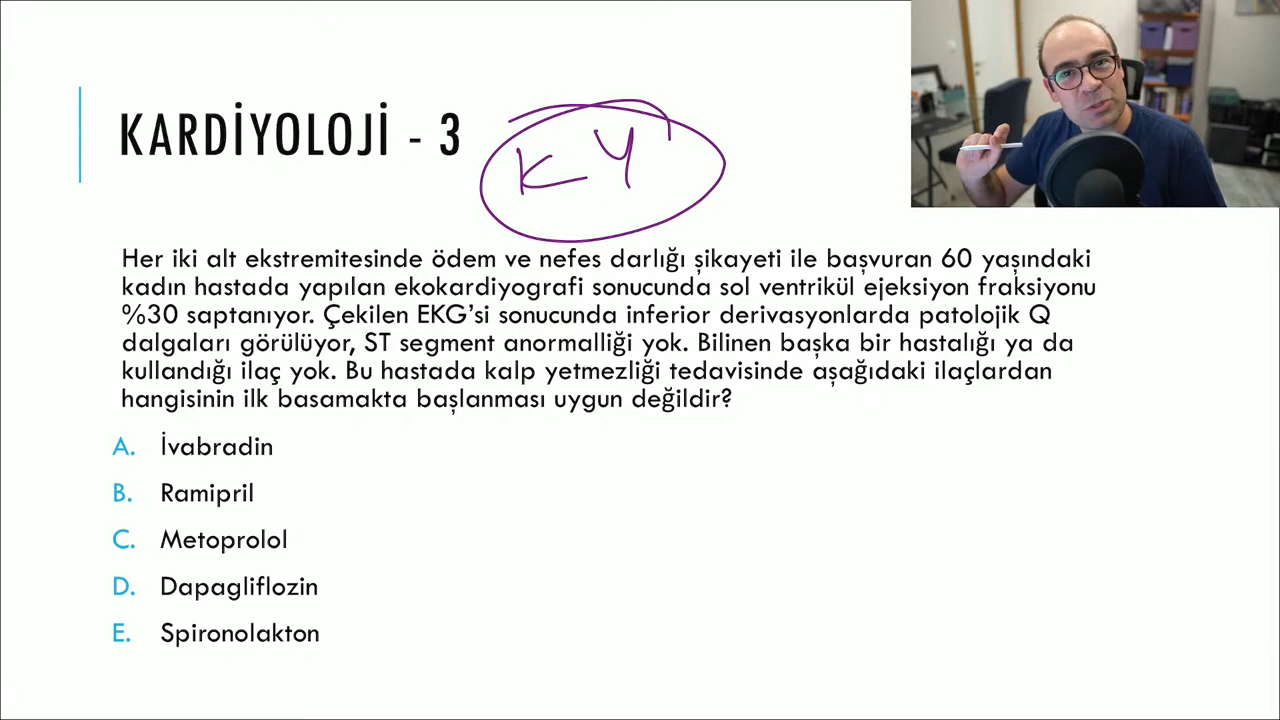 KARDİYOLOJİ - 3
KY
Her iki alt ekstremitesinde ödem ve nefes darlığı şikayeti ile başvuran 60 yaşındaki
kadın hastada yapılan ekokardiyografi sonucunda sol ventrikül ejeksiyon fraksiyonu
%30 saptanıyor. Çekilen EKG’si sonucunda inferior derivasyonlarda patolojik Q
dalgaları görülüyor, ST segment anormalliği yok. Bilinen başka bir hastalığı ya da
kullandığı ilaç yok. Bu hastada kalp yetmezliği tedavisinde aşağıdaki ilaçlardan
hangisinin ilk basamakta başlanması uygun değildir?
A. İvabradin
B. Ramipril
C. Metoprolol
D. Dapagliflozin
E. Spironolakton